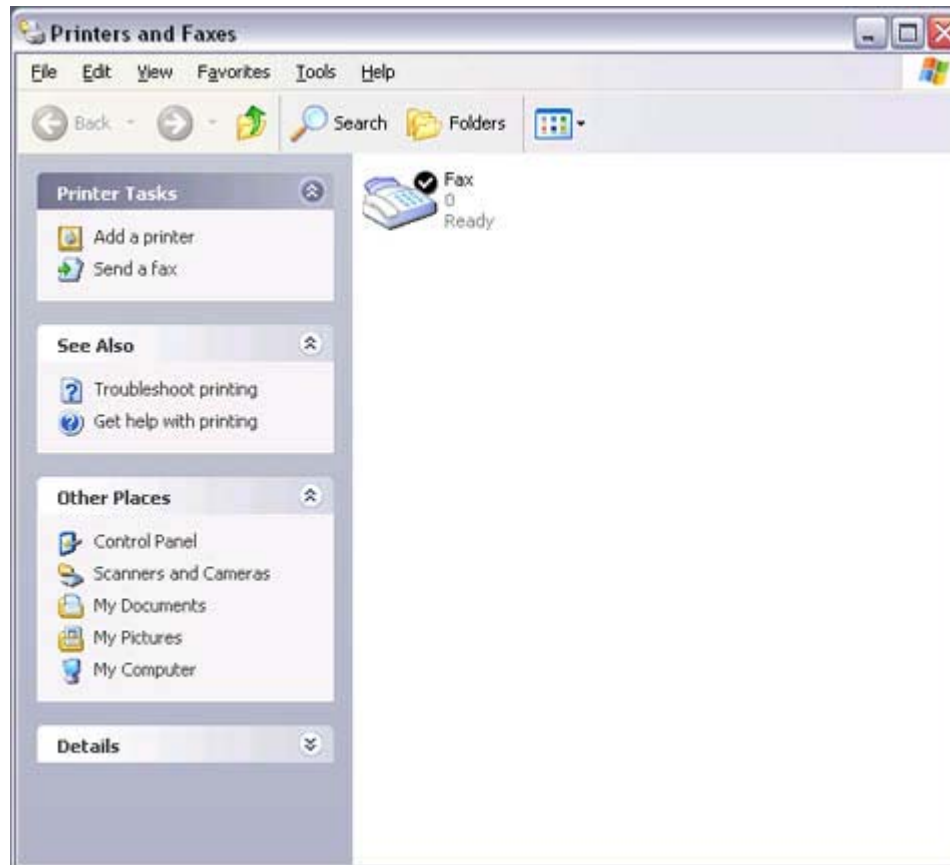 Printers and Faxes
File Edit View Favorites Tools Help
Back Search Folders
Printer Tasks
Add a printer
Send a fax
See Also
Troubleshoot printing
Get help with printing
Other Places
Control Panel
Scanners and Cameras
My Documents
My Pictures
My Computer
Details
Fax
0
Ready